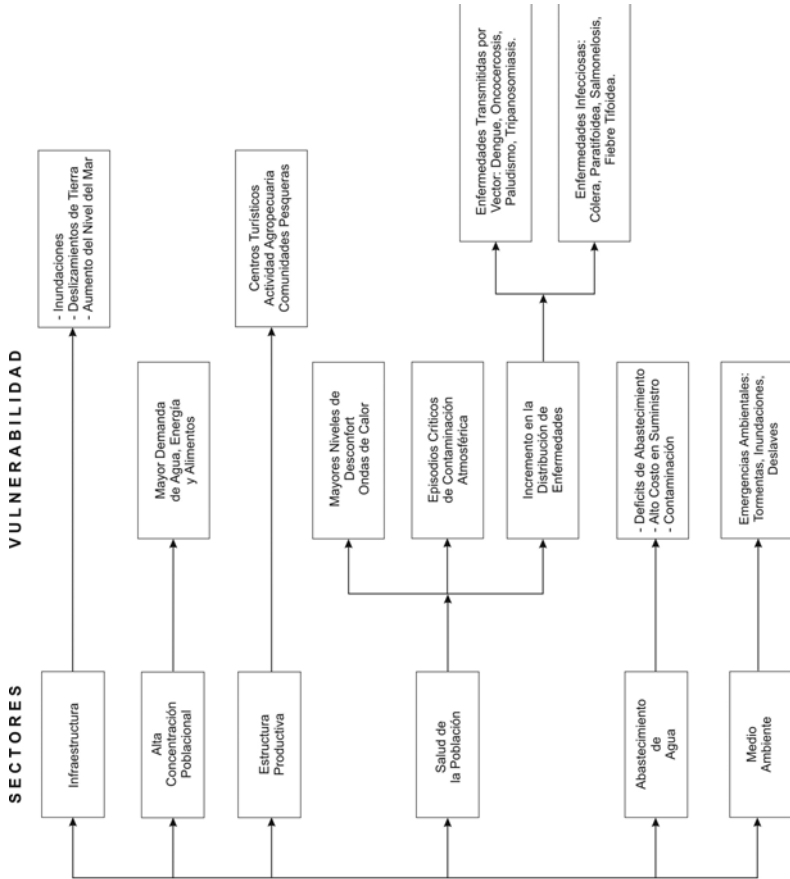 SECTORES
VULNERABILIDAD
Infraestructura
- Inundaciones
- Deslizamientos de Tierra
- Aumento del Nivel del Mar
Alta
Concentración
Poblacional
Mayor Demanda
de Agua, Energía
y Alimentos
Estructura
Productiva
Centros Turísticos
Actividad Agropecuaria
Comunidades Pesqueras
Salud de
la Población
Mayores Niveles de
Desconfort
Ondas de Calor
Episodios Críticos
de Contaminación
Atmosférica
Incremento en la
Distribución de
Enfermedades
Enfermedades Transmitidas por
Vector: Dengue, Oncocercosis,
Paludismo, Tripanosomiasis.
Enfermedades Infecciosas:
Cólera, Paratifoidea, Salmonelosis,
Fiebre Tifoidea.
Abastecimiento
de
Agua
- Deficits de Abastecimiento
- Alto Costo en Suministro
- Contaminación
Medio
Ambiente
Emergencias Ambientales:
Tormentas, Inundaciones,
Deslaves